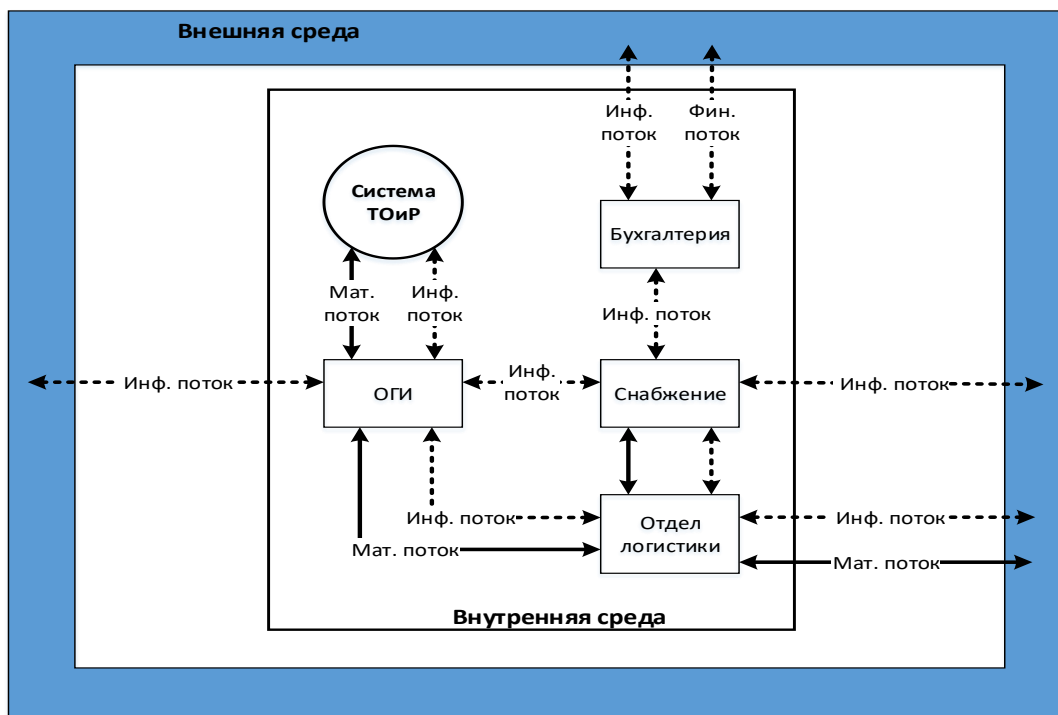 Внешняя среда
Инф.
поток
Фин.
поток
Система
ТОиР
Бухгалтерия
Мат.
поток
Инф.
поток
Инф. поток
Инф. поток
ОГИ
Инф.
поток
Снабжение
Инф. поток
Инф. поток
Мат. поток
Отдел
логистики
Инф. поток
Мат. поток
Внутренняя среда